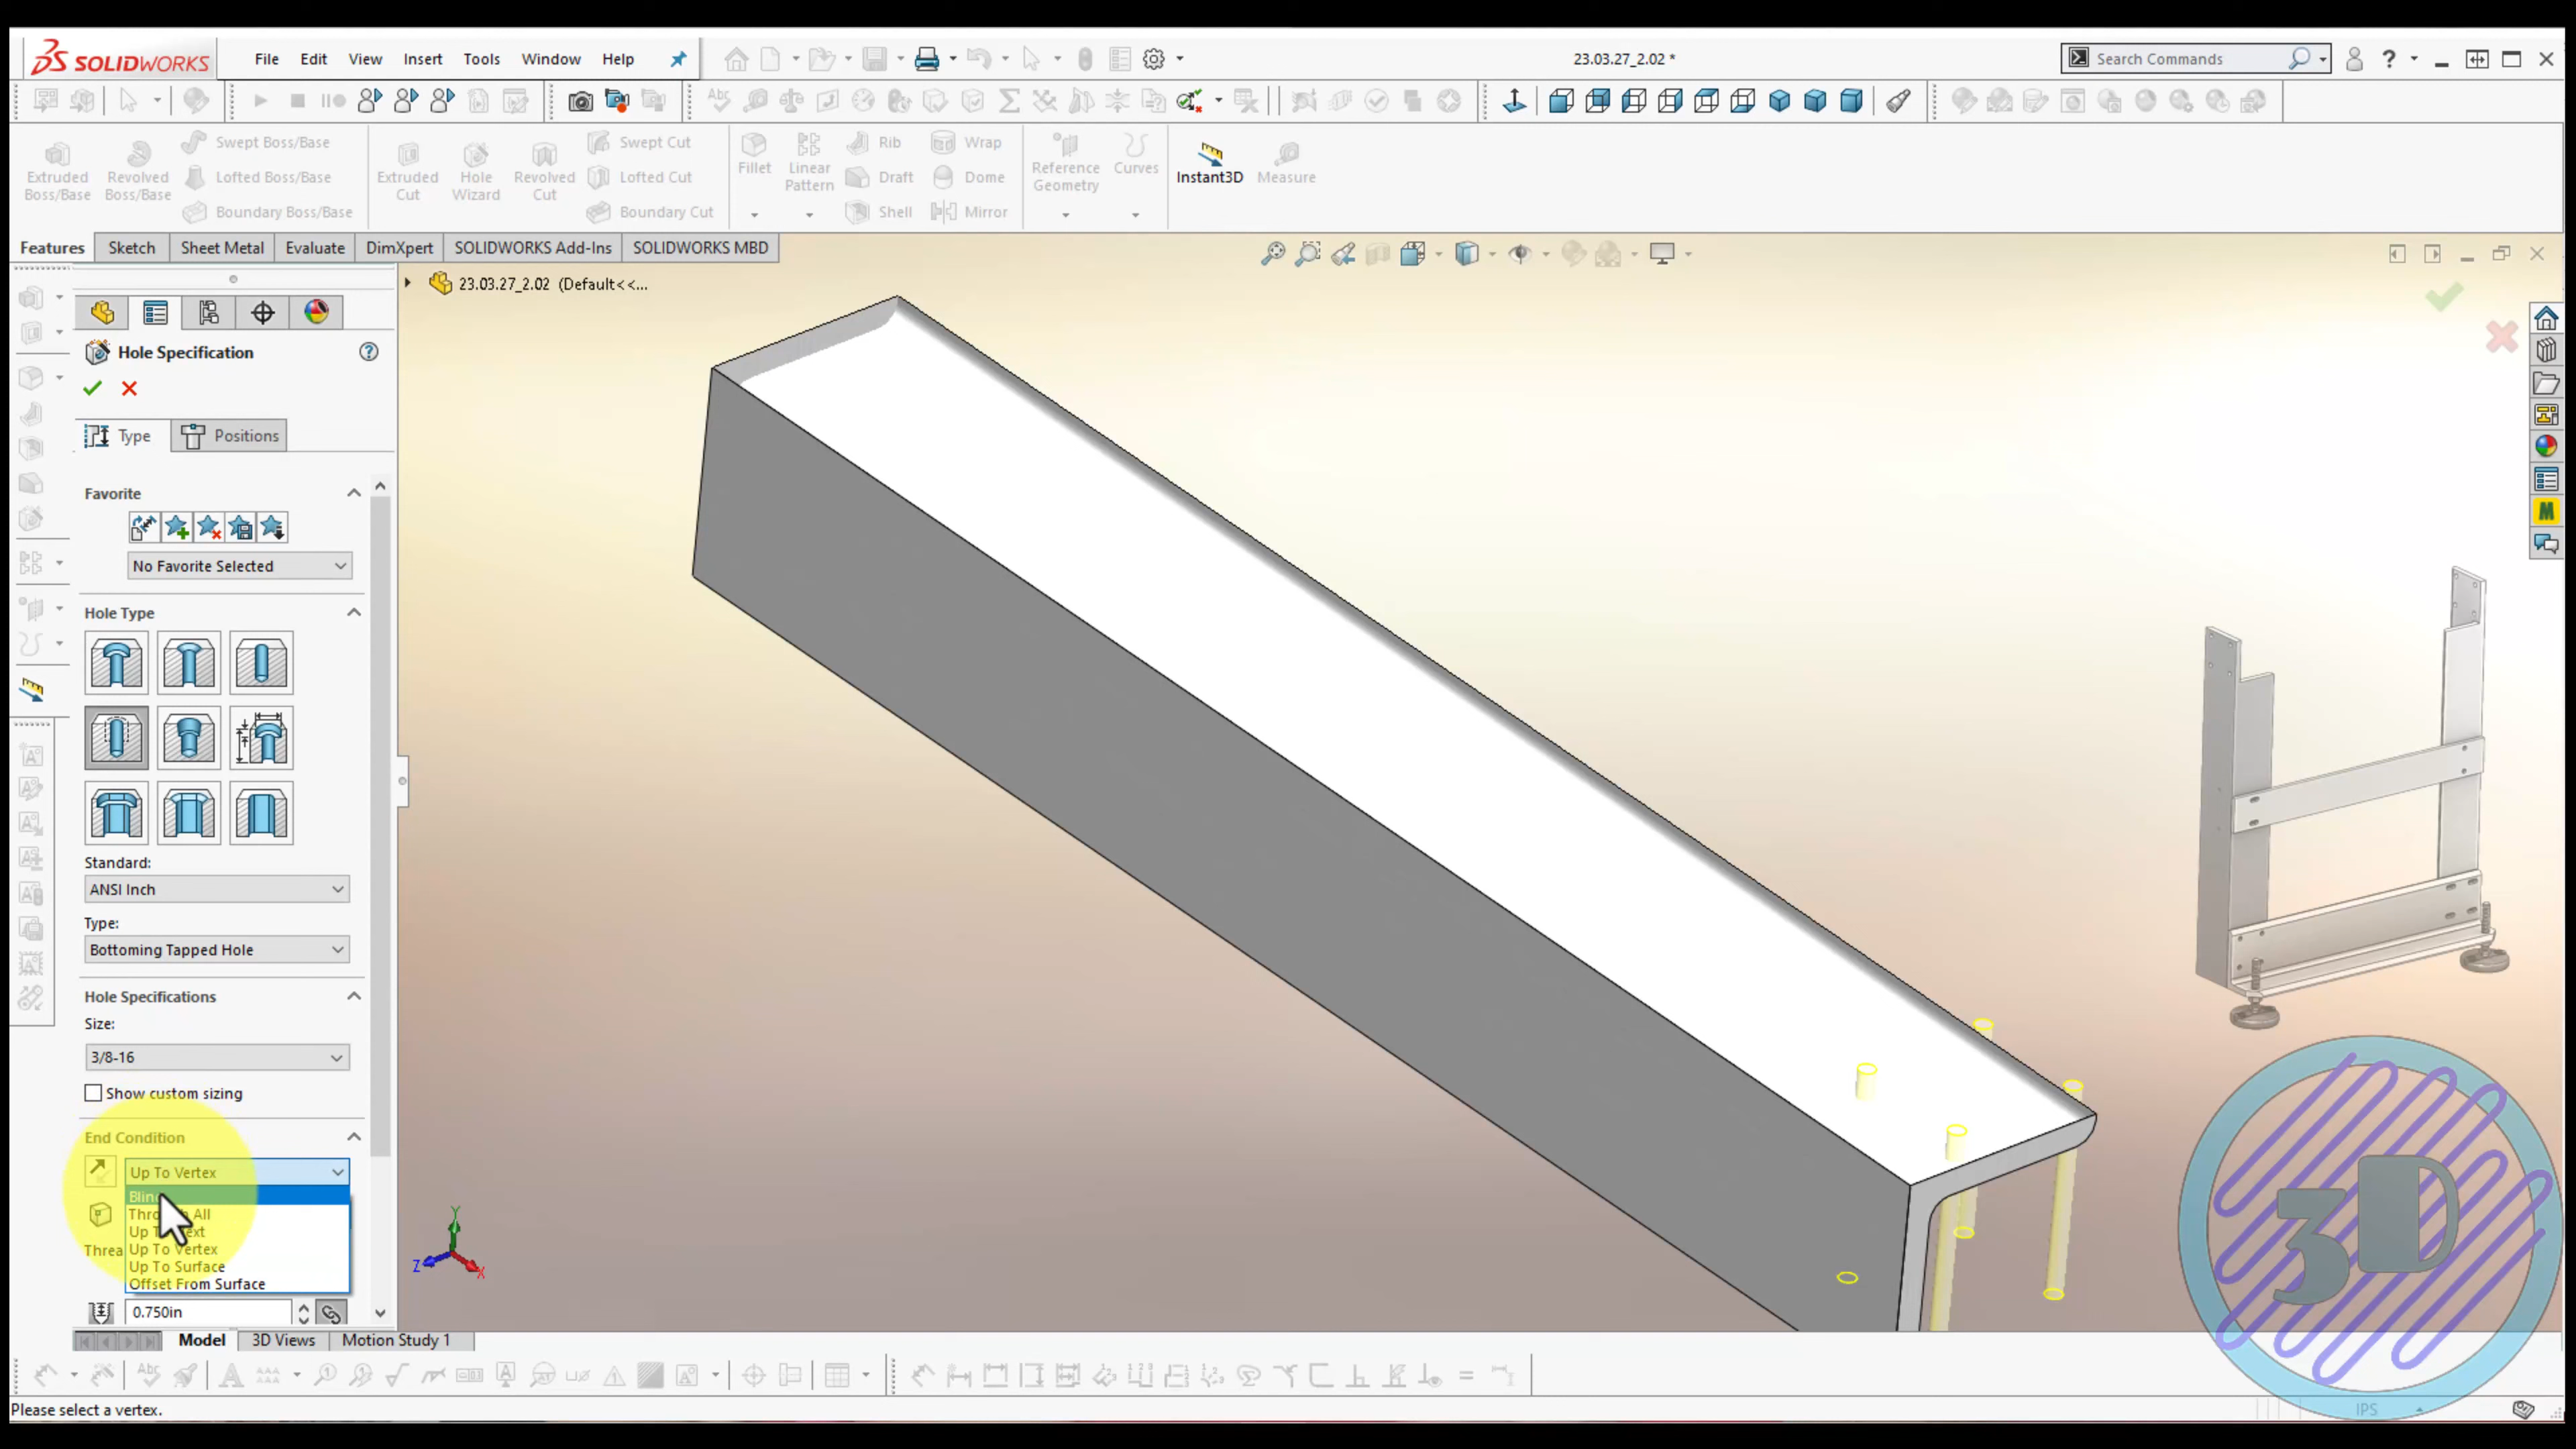 SOLIDWORKS File Edit View Insert Tools Window Help 23.03.27_2.02 * Search Commands
Extruded Boss/Base
Revolved Boss/Base
Swept Boss/Base
Lofted Boss/Base
Boundary Boss/Base
Extruded Cut
Hole Wizard
Revolved Cut
Swept Cut
Lofted Cut
Boundary Cut
Fillet
Linear Pattern
Rib
Draft
Shell
Wrap
Dome
Mirror
Reference Geometry
Curves
Instant3D
Measure
Features Sketch Sheet Metal Evaluate DimXpert SOLIDWORKS Add-Ins SOLIDWORKS MBD
23.03.27_2.02 (Default<<...
Hole Specification
Type Positions
Favorite
No Favorite Selected
Hole Type
Standard:
ANSI Inch
Type:
Bottoming Tapped Hole
Hole Specifications
Size:
3/8-16
Show custom sizing
End Condition
Up To Vertex
Up To Vertex
Up To Surface
Offset From Surface
0.750in
Model 3D Views Motion Study 1
Please select a vertex.
IPS
Z Y X
M
3D